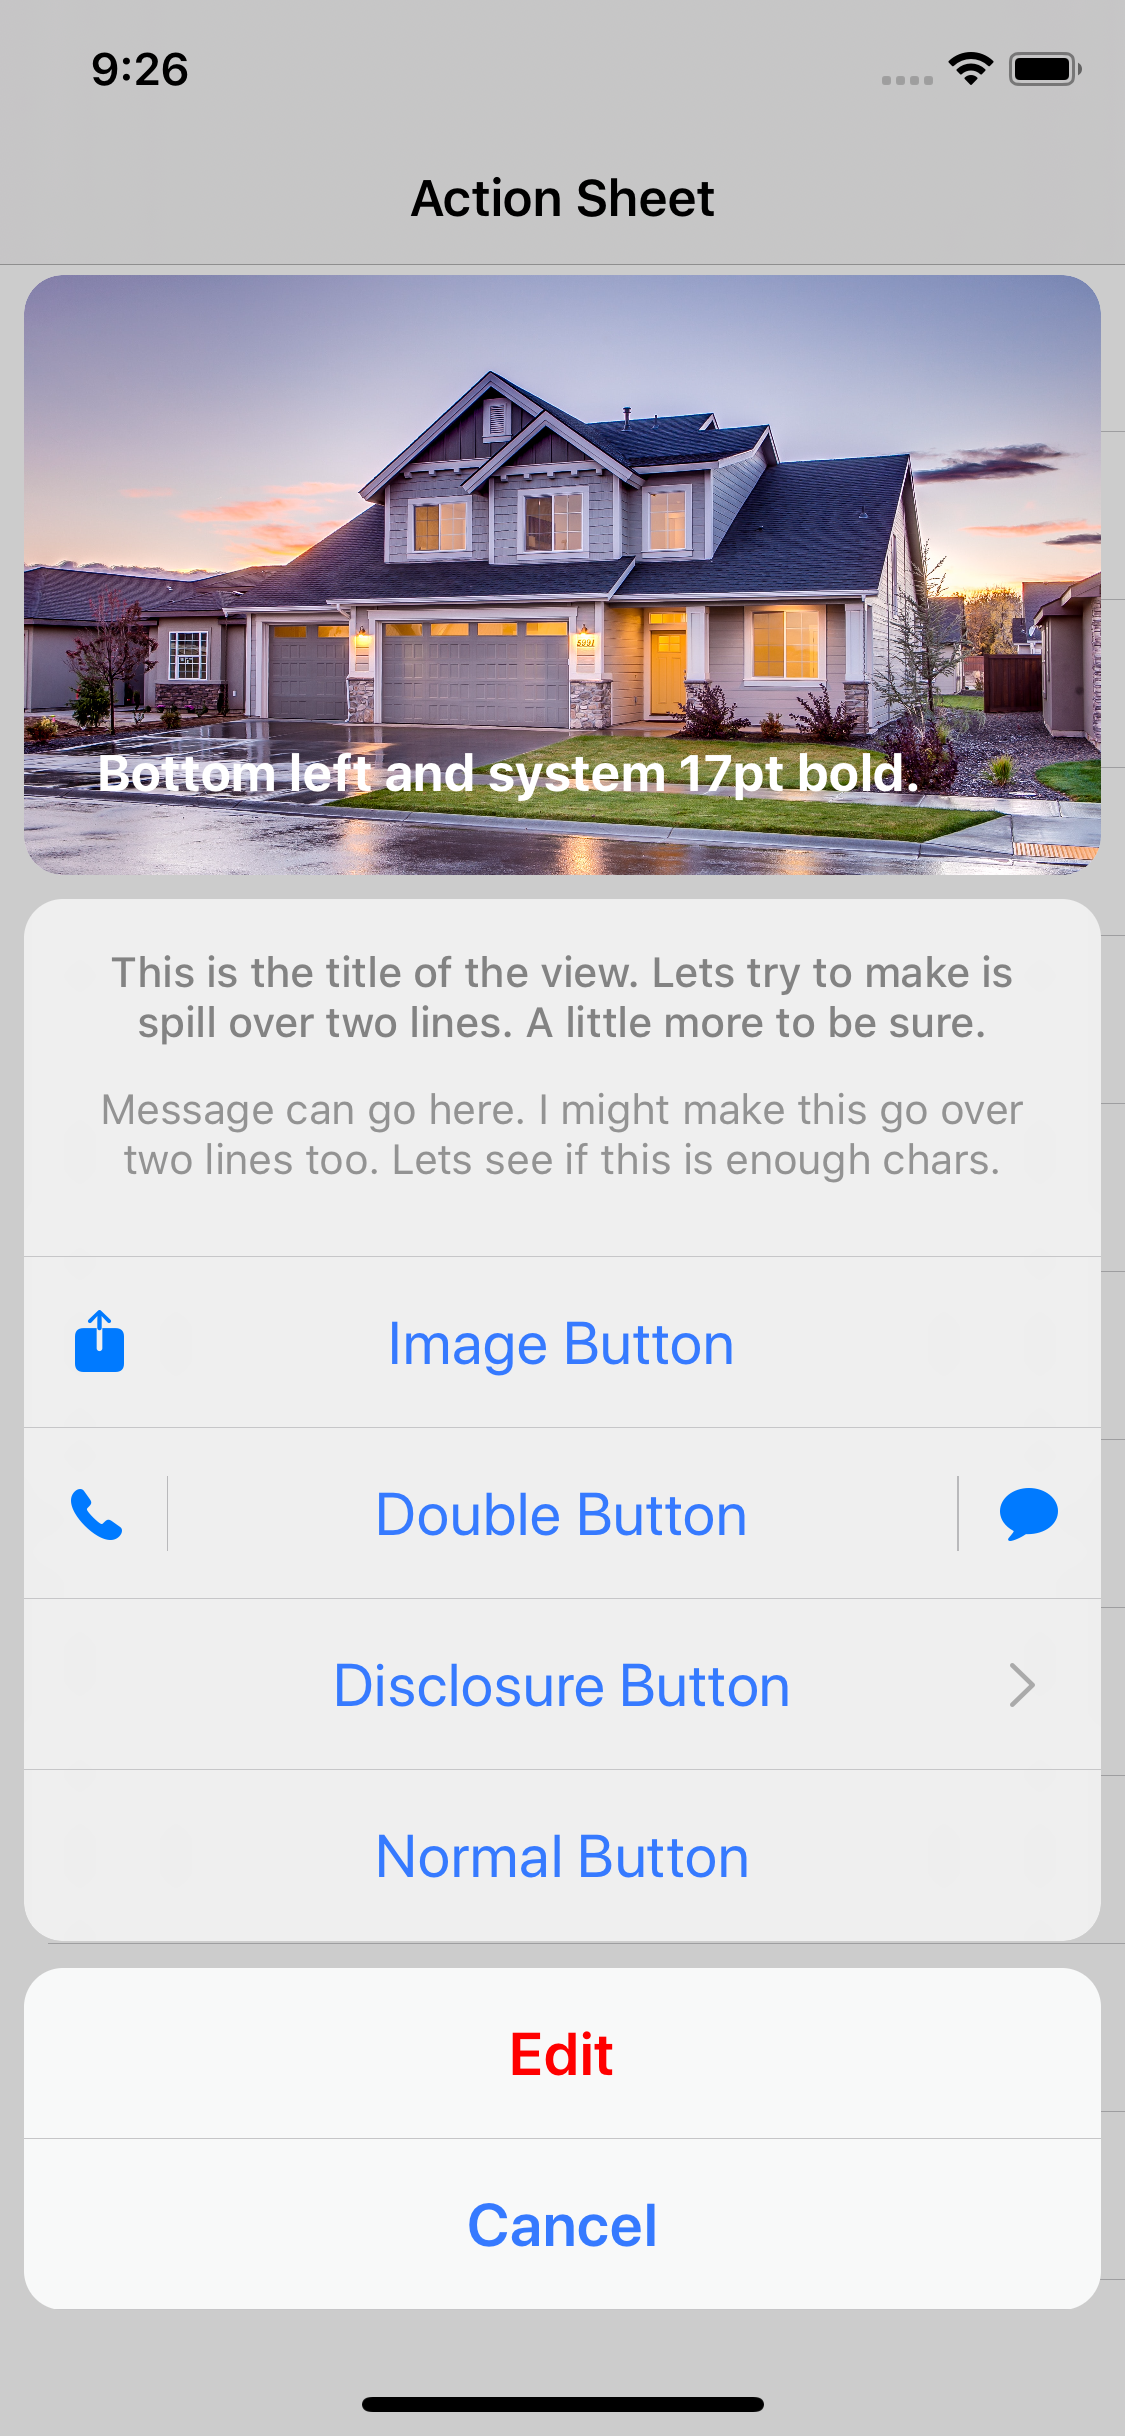 9:26
Action Sheet
5991
Bottom left and system 17pt bold.
This is the title of the view. Lets try to make is
spill over two lines. A little more to be sure.
Message can go here. I might make this go over
two lines too. Lets see if this is enough chars.
Image Button
Double Button
Disclosure Button
Normal Button
Edit
Cancel